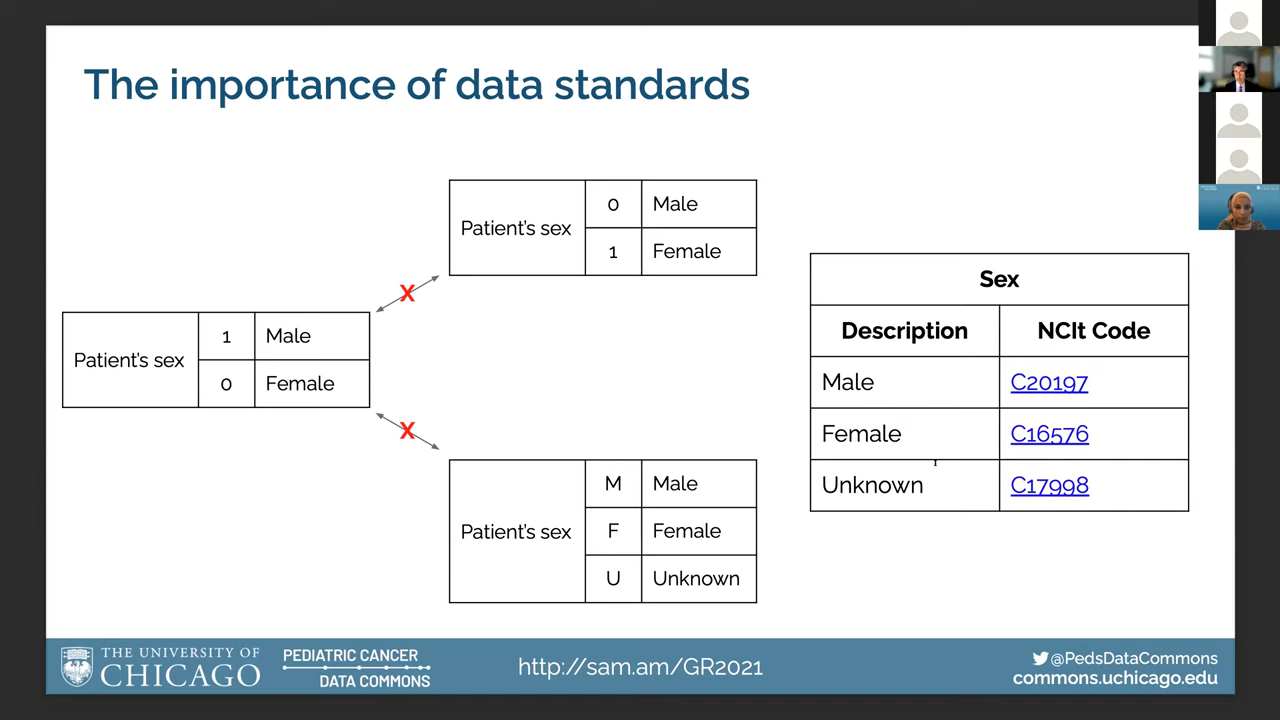 The importance of data standards
Patient's sex
1 Male
0 Female
Patient's sex
0 Male
1 Female
X
X
Patient's sex
M Male
F Female
U Unknown
Sex
Description NCIt Code
Male C20197
Female C16576
Unknown C17998
THE UNIVERSITY OF
CHICAGO
PEDIATRIC CANCER
DATA COMMONS
http://sam.am/GR2021
@PedsDataCommons
commons.uchicago.edu